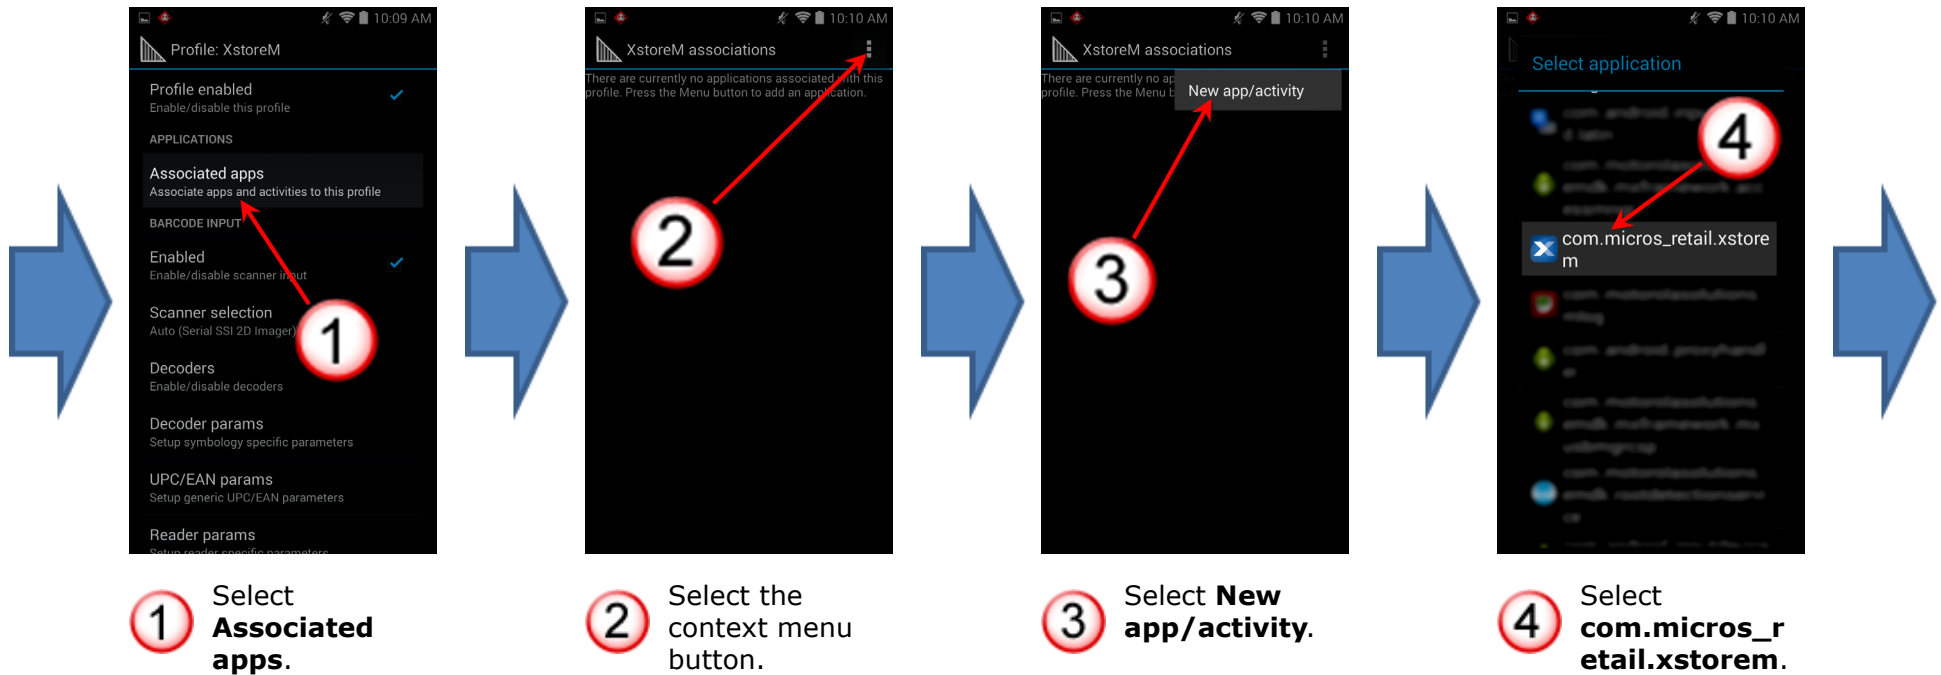 10:09 AM
Profile: XstoreM
Profile enabled
Enable/disable this profile
APPLICATIONS
Associated apps
Associate apps and activities to this profile
BARCODE INPUT
Enabled
Enable/disable scanner input
Scanner selection
Auto (Serial SSI 2D Imager)
1
Decoders
Enable/disable decoders
Decoder params
Setup symbology specific parameters
UPC/EAN params
Setup generic UPC/EAN parameters
Reader params
Setup reader specific parameters
10:10 AM
XstoreM associations
There are currently no applications associated with this
profile. Press the Menu button to add an application.
2
10:10 AM
XstoreM associations
There are currently no ap
profile. Press the Menu b
New app/activity
3
10:10 AM
Select application
4
com.micros_retail.xstore
m
1
Select
Associated
apps.
2
Select the
context menu
button.
3
Select New
app/activity.
4
Select
com.micros_r
etail.xstorem.